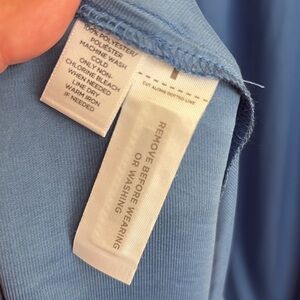 100% POLYESTER/
POLIÉSTER
MACHINE WASH
COLD
ONLY NON-
CHLORINE BLEACH
WHEN NEEDED
LINE DRY
WARM IRON
IF NEEDED
CUT ALONG DOTTED LINE
REMOVE BEFORE WEARING
OR WASHING